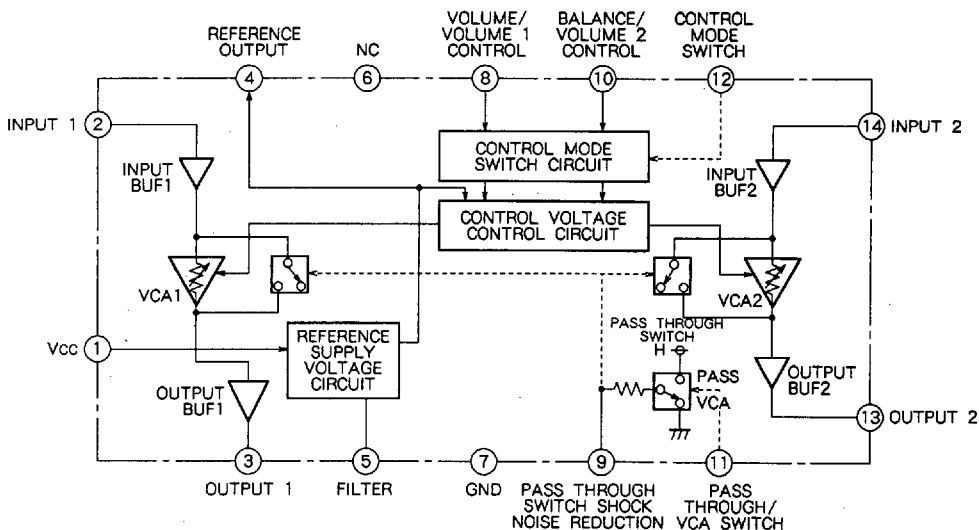 REFERENCE
OUTPUT
NC
VOLUME/
VOLUME 1
CONTROL
BALANCE/
VOLUME 2
CONTROL
CONTROL
MODE
SWITCH
4
6
8
10
12
INPUT 1
2
14
INPUT 2
CONTROL MODE
SWITCH CIRCUIT
INPUT
BUF1
INPUT
BUF2
CONTROL VOLTAGE
CONTROL CIRCUIT
VCA1
VCA2
Vcc
1
REFERENCE
SUPPLY
VOLTAGE
CIRCUIT
PASS THROUGH
SWITCH
H
PASS
VCA
OUTPUT
BUF1
OUTPUT
BUF2
13
OUTPUT 2
3
5
7
9
11
OUTPUT 1
FILTER
GND
PASS THROUGH
SWITCH SHOCK
NOISE REDUCTION
PASS
THROUGH/
VCA SWITCH